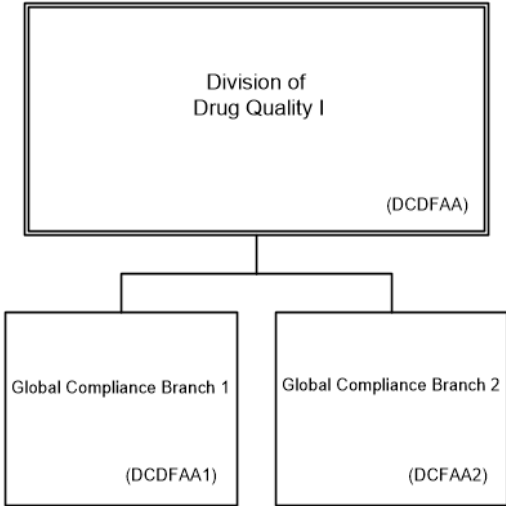 Division of
Drug Quality I
(DCDFAA)
Global Compliance Branch 1
(DCDFAA1)
Global Compliance Branch 2
(DCFAA2)